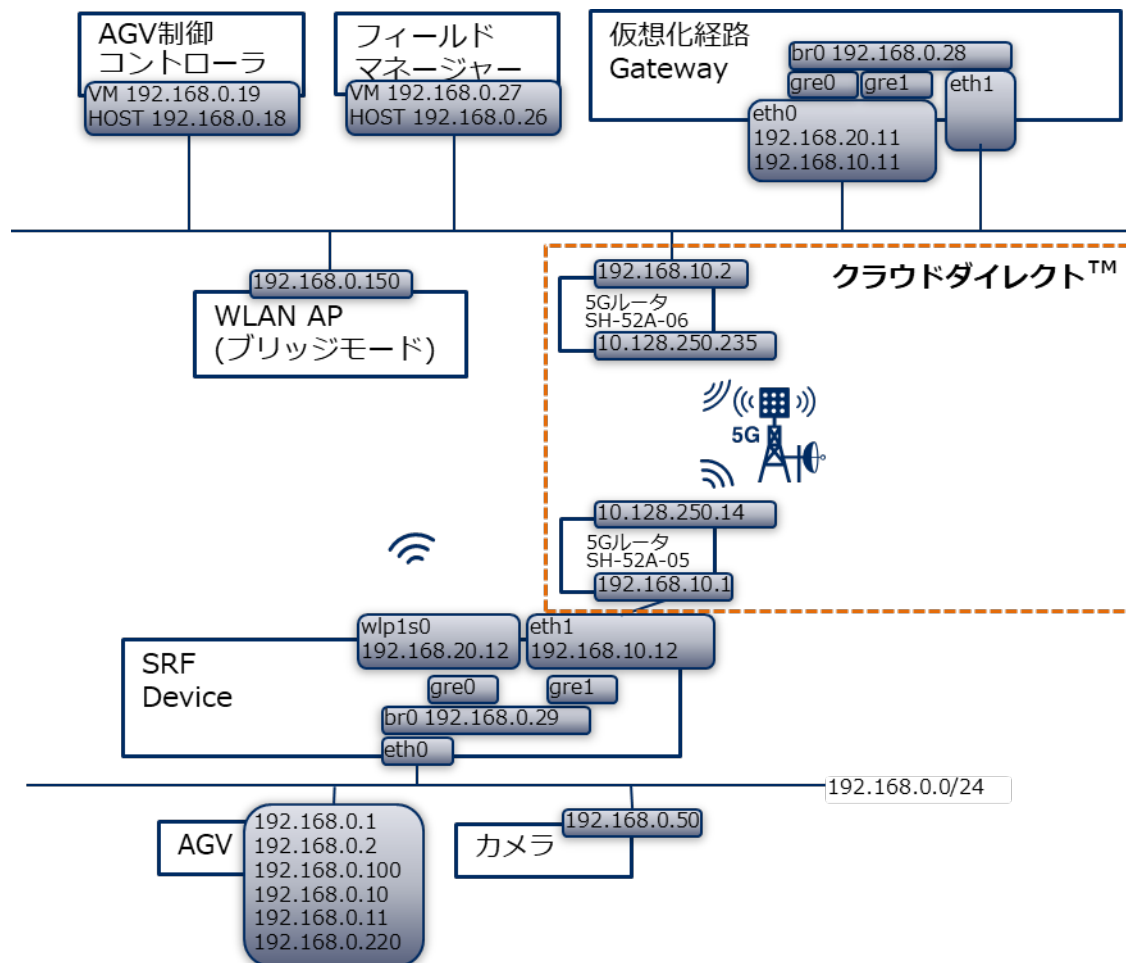 AGV制御
コントローラ
VM 192.168.0.19
HOST 192.168.0.18
フィールド
マネージャー
VM 192.168.0.27
HOST 192.168.0.26
仮想化経路
Gateway
br0 192.168.0.28
gre0
gre1
eth1
eth0
192.168.20.11
192.168.10.11
192.168.0.150
WLAN AP
(ブリッジモード)
クラウドダイレクト™
192.168.10.2
5Gルータ
SH-52A-06
10.128.250.235
5G
10.128.250.14
5Gルータ
SH-52A-05
192.168.10.1
SRF
Device
wlp1s0
192.168.20.12
eth1
192.168.10.12
gre0
gre1
br0 192.168.0.29
eth0
192.168.0.0/24
AGV
192.168.0.1
192.168.0.2
192.168.0.100
192.168.0.10
192.168.0.11
192.168.0.220
カメラ
192.168.0.50